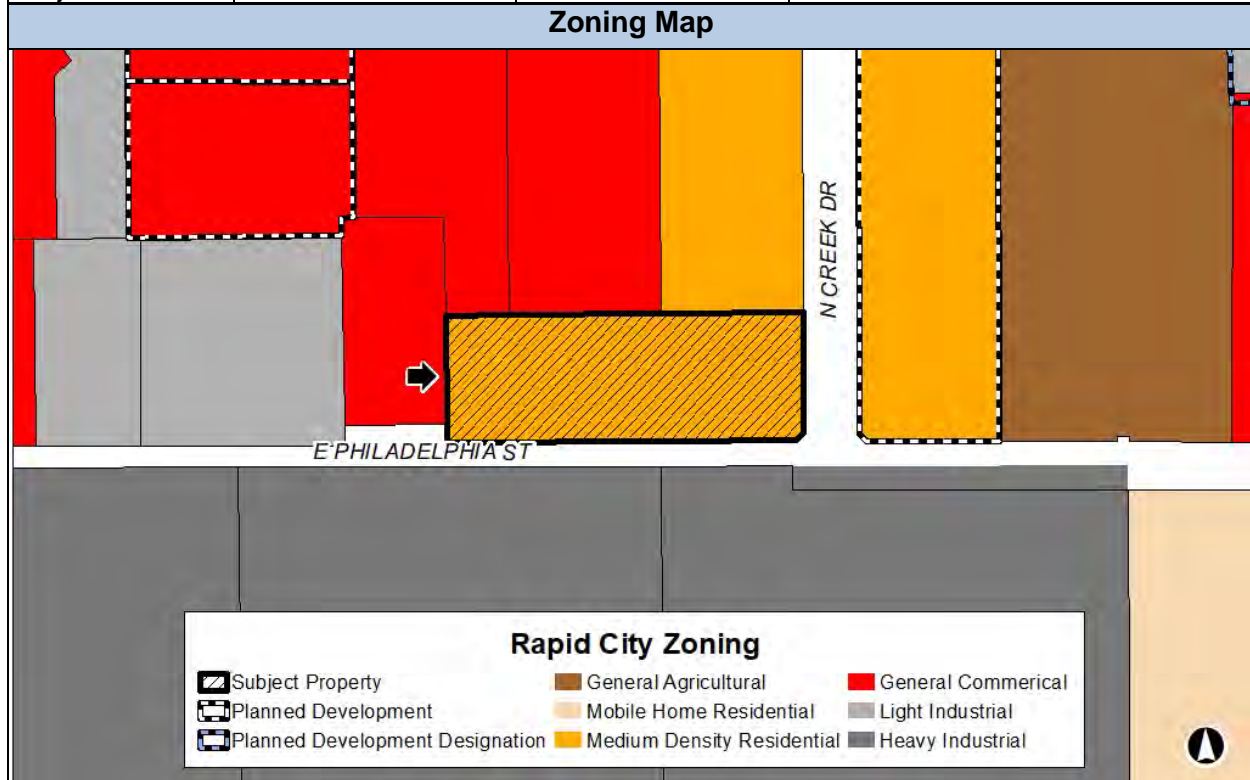 Zoning Map
N CREEK DR
E PHILADELPHIA ST
Rapid City Zoning
Subject Property
General Agricultural
General Commerical
Planned Development
Mobile Home Residential
Light Industrial
Planned Development Designation
Medium Density Residential
Heavy Industrial